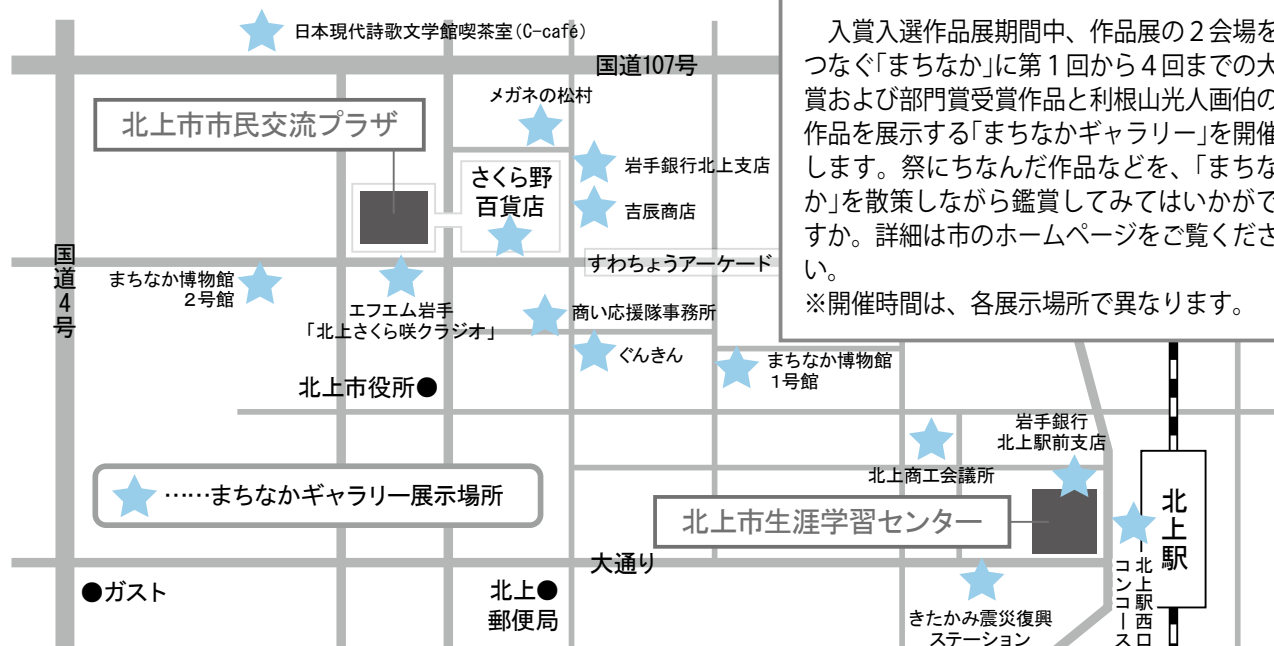 日本現代詩歌文学館喫茶室(C-café)
入賞入選作品展期間中、作品展の2会場を
つなぐ「まちなか」に第1回から4回までの大
賞および部門賞受賞作品と利根山光人画伯の
作品を展示する「まちなかギャラリー」を開催
します。祭にちなんだ作品などを、「まちな
か」を散策しながら鑑賞してみてはいかがで
すか。詳細は市のホームページをご覧くださ
い。
※開催時間は、各展示場所で異なります。
国道107号
メガネの松村
北上市市民交流プラザ
さくら野
百貨店
岩手銀行北上支店
吉辰商店
国道4号
すわちょうアーケード
まちなか博物館
2号館
エフエム岩手
「北上さくら咲クラジオ」
商い応援隊事務所
ぐんきん
まちなか博物館
1号館
北上市役所●
岩手銀行
北上駅前支店
北上商工会議所
……まちなかギャラリー展示場所
北上市生涯学習センター
北上駅
北上駅西口
コンコース
大通り
●ガスト
北上●
郵便局
きたかみ震災復興
ステーション